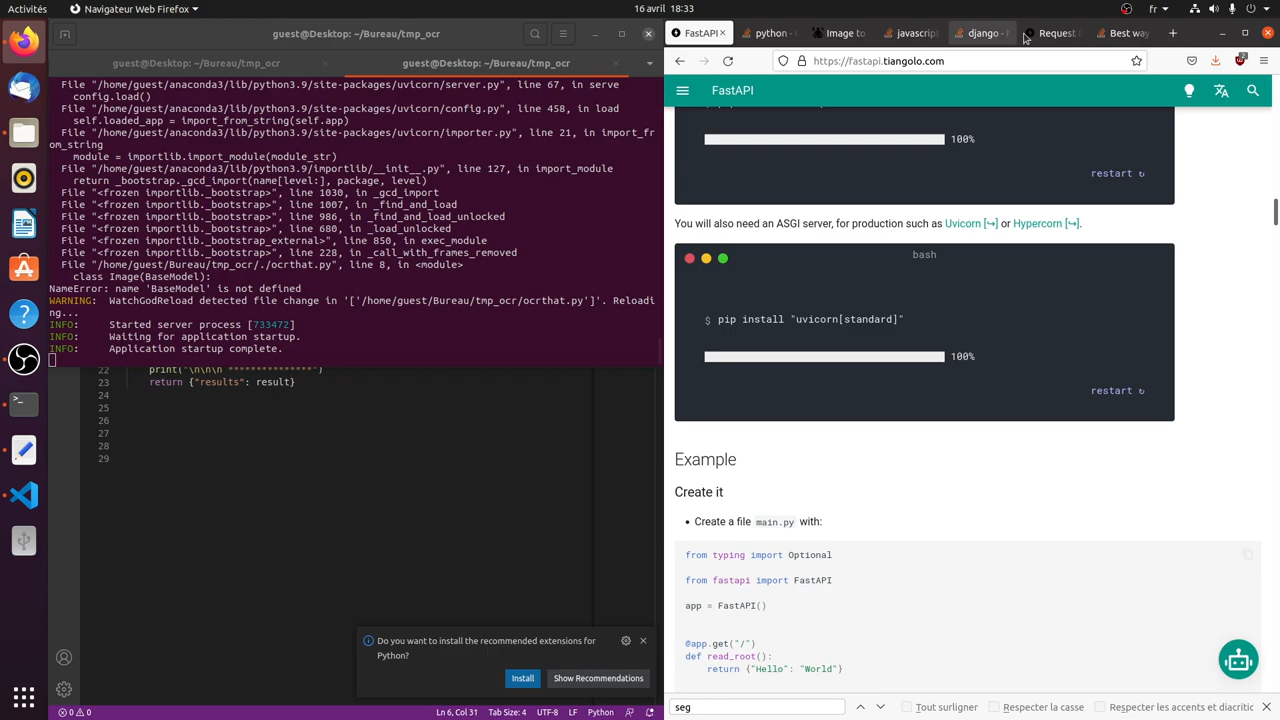 Activités
Navigateur Web Firefox
16 avril 18:33
fr
guest@Desktop: ~/Bureau/tmp_ocr
guest@Desktop: ~/Bureau/tmp_ocr
guest@Desktop: ~/Bureau/tmp_ocr
File "/home/guest/anaconda3/lib/python3.9/site-packages/uvicorn/server.py", line 67, in serve
config.load()
File "/home/guest/anaconda3/lib/python3.9/site-packages/uvicorn/config.py", line 458, in load
self.loaded_app = import_from_string(self.app)
File "/home/guest/anaconda3/lib/python3.9/site-packages/uvicorn/importer.py", line 21, in import_fr
om_string
module = importlib.import_module(module_str)
File "/home/guest/anaconda3/lib/python3.9/importlib/__init__.py", line 127, in import_module
return _bootstrap._gcd_import(name[level:], package, level)
File "<frozen importlib._bootstrap>", line 1030, in _gcd_import
File "<frozen importlib._bootstrap>", line 1007, in _find_and_load
File "<frozen importlib._bootstrap>", line 986, in _find_and_load_unlocked
File "<frozen importlib._bootstrap>", line 680, in _load_unlocked
File "<frozen importlib._bootstrap_external>", line 850, in exec_module
File "<frozen importlib._bootstrap>", line 228, in _call_with_frames_removed
File "/home/guest/Bureau/tmp_ocr/./ocrthat.py", line 8, in <module>
class Image(BaseModel):
NameError: name 'BaseModel' is not defined
WARNING: WatchGodReload detected file change in '['/home/guest/Bureau/tmp_ocr/ocrthat.py']'. Reloadi
ng...
INFO: Started server process [733472]
INFO: Waiting for application startup.
INFO: Application startup complete.
22 print("\n\n\n ***************")
23 return {"results": result}
24
25
26
27
28
29
Do you want to install the recommended extensions for
Python?
Install
Show Recommendations
0 0
Ln 6, Col 31
Tab Size: 4
UTF-8
LF
Python
FastAPI
python -
Image to
javascript
django -
Request
Best way
https://fastapi.tiangolo.com
2
FastAPI
100%
restart ↻
You will also need an ASGI server, for production such as Uvicorn [↪] or Hypercorn [↪].
bash
$ pip install "uvicorn[standard]"
100%
restart ↻
Example
Create it
• Create a file main.py with:
from typing import Optional
from fastapi import FastAPI
app = FastAPI()
@app.get("/")
def read_root():
return {"Hello": "World"}
seg
Tout surligner
Respecter la casse
Respecter les accents et diacritic